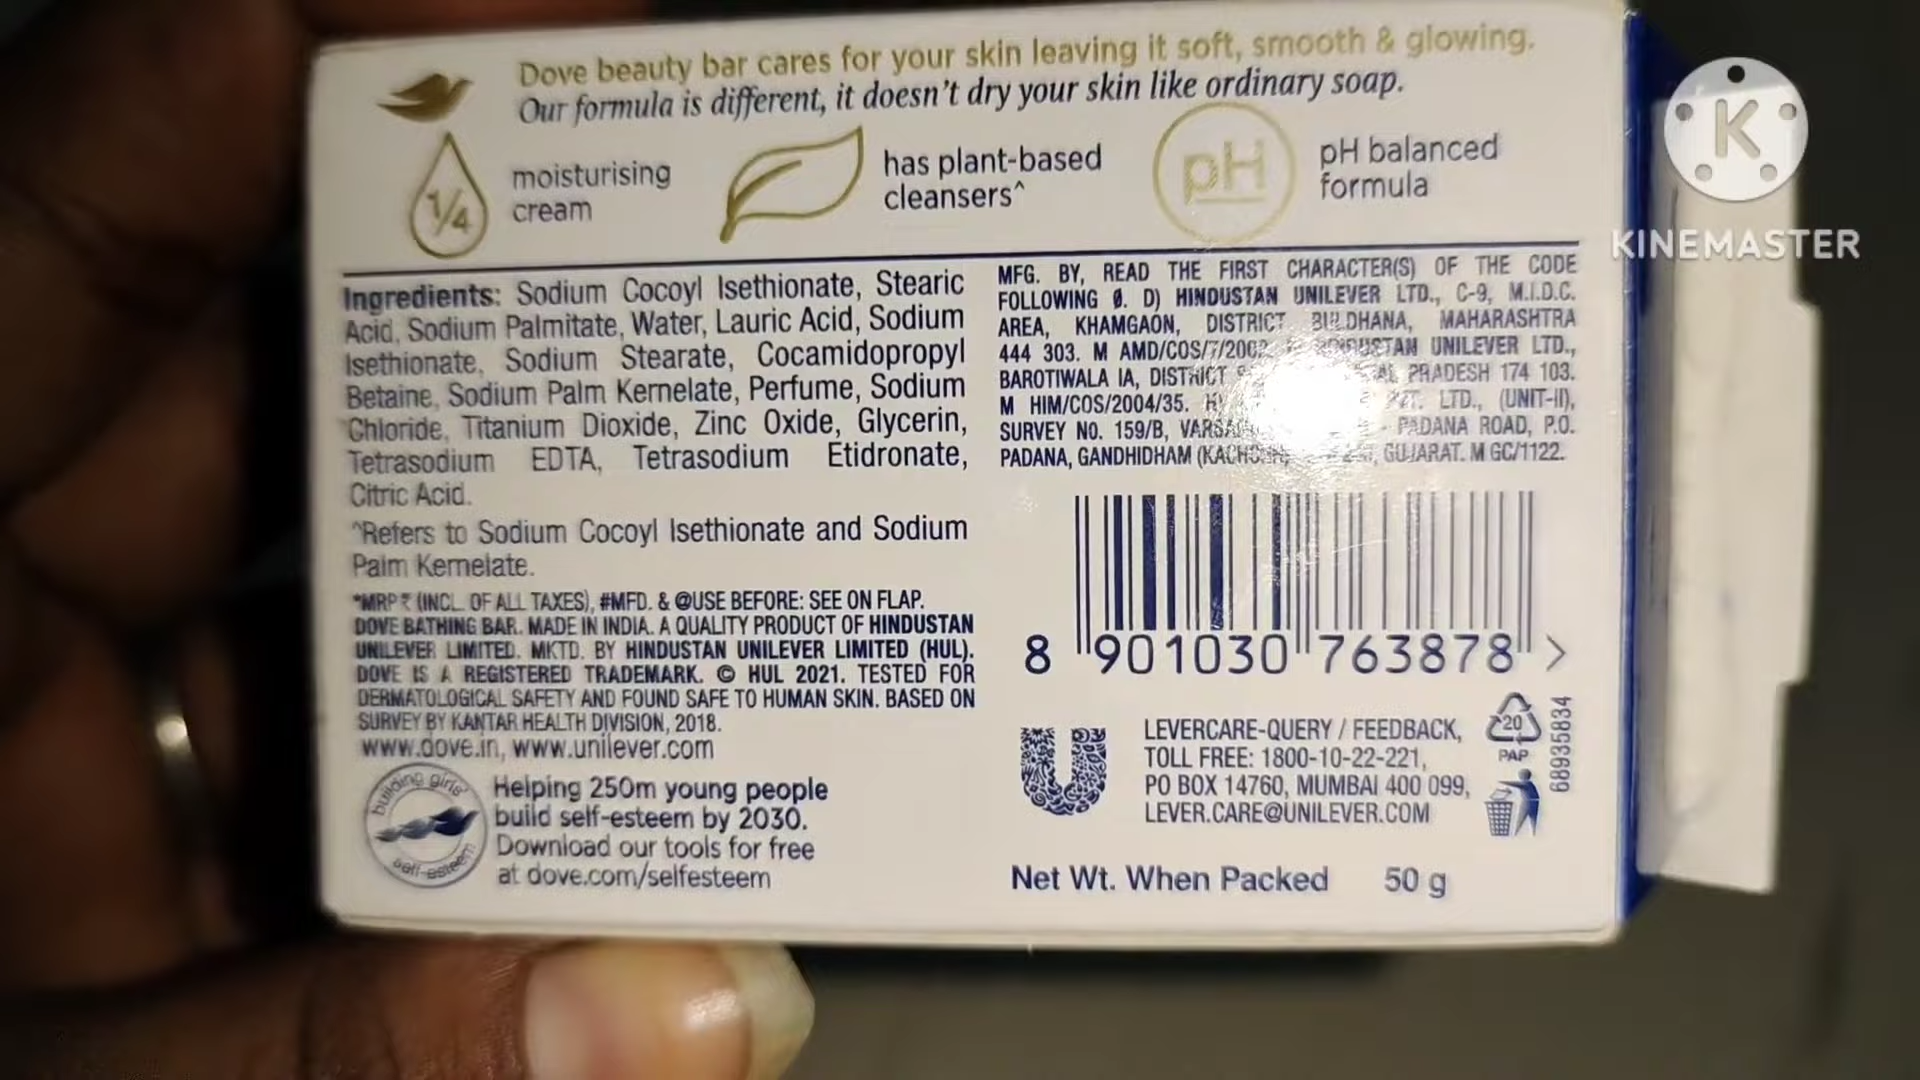 Dove beauty bar cares for your skin leaving it soft, smooth & glowing.
Our formula is different, it doesn't dry your skin like ordinary soap.
1/4
moisturising
cream
has plant-based
cleansers^
pH
pH balanced
formula
KINEMASTER
K
Ingredients: Sodium Cocoyl Isethionate, Stearic
Acid, Sodium Palmitate, Water, Lauric Acid, Sodium
Isethionate, Sodium Stearate, Cocamidopropyl
Betaine, Sodium Palm Kernelate, Perfume, Sodium
Chloride, Titanium Dioxide, Zinc Oxide, Glycerin,
Tetrasodium EDTA, Tetrasodium Etidronate,
Citric Acid.
^Refers to Sodium Cocoyl Isethionate and Sodium
Palm Kernelate.
*MRP ₹ (INCL. OF ALL TAXES), #MFD. & @USE BEFORE: SEE ON FLAP.
DOVE BATHING BAR. MADE IN INDIA. A QUALITY PRODUCT OF HINDUSTAN
UNILEVER LIMITED. MKTD. BY HINDUSTAN UNILEVER LIMITED (HUL).
DOVE IS A REGISTERED TRADEMARK. © HUL 2021. TESTED FOR
DERMATOLOGICAL SAFETY AND FOUND SAFE TO HUMAN SKIN. BASED ON
SURVEY BY KANTAR HEALTH DIVISION, 2018.
www.dove.in, www.unilever.com
building girls'
self-esteem
Helping 250m young people
build self-esteem by 2030.
Download our tools for free
at dove.com/selfesteem
MFG. BY, READ THE FIRST CHARACTER(S) OF THE CODE
FOLLOWING Ø. D) HINDUSTAN UNILEVER LTD., C-9, M.I.D.C.
AREA, KHAMGAON, DISTRICT BULDHANA, MAHARASHTRA
444 303. M AMD/COS/7/2002 HINDUSTAN UNILEVER LTD.,
BAROTIWALA IA, DISTRICT PRADESH 174 103.
M HIM/COS/2004/35. LTD., (UNIT-II),
SURVEY NO. 159/B, - PADANA ROAD, P.O.
PADANA, GANDHIDHAM GUJARAT. M GC/1122.
8 901030 763878 >
LEVERCARE-QUERY / FEEDBACK,
TOLL FREE: 1800-10-22-221,
PO BOX 14760, MUMBAI 400 099,
LEVER.CARE@UNILEVER.COM
20
PAP
68935834
Net Wt. When Packed 50 g